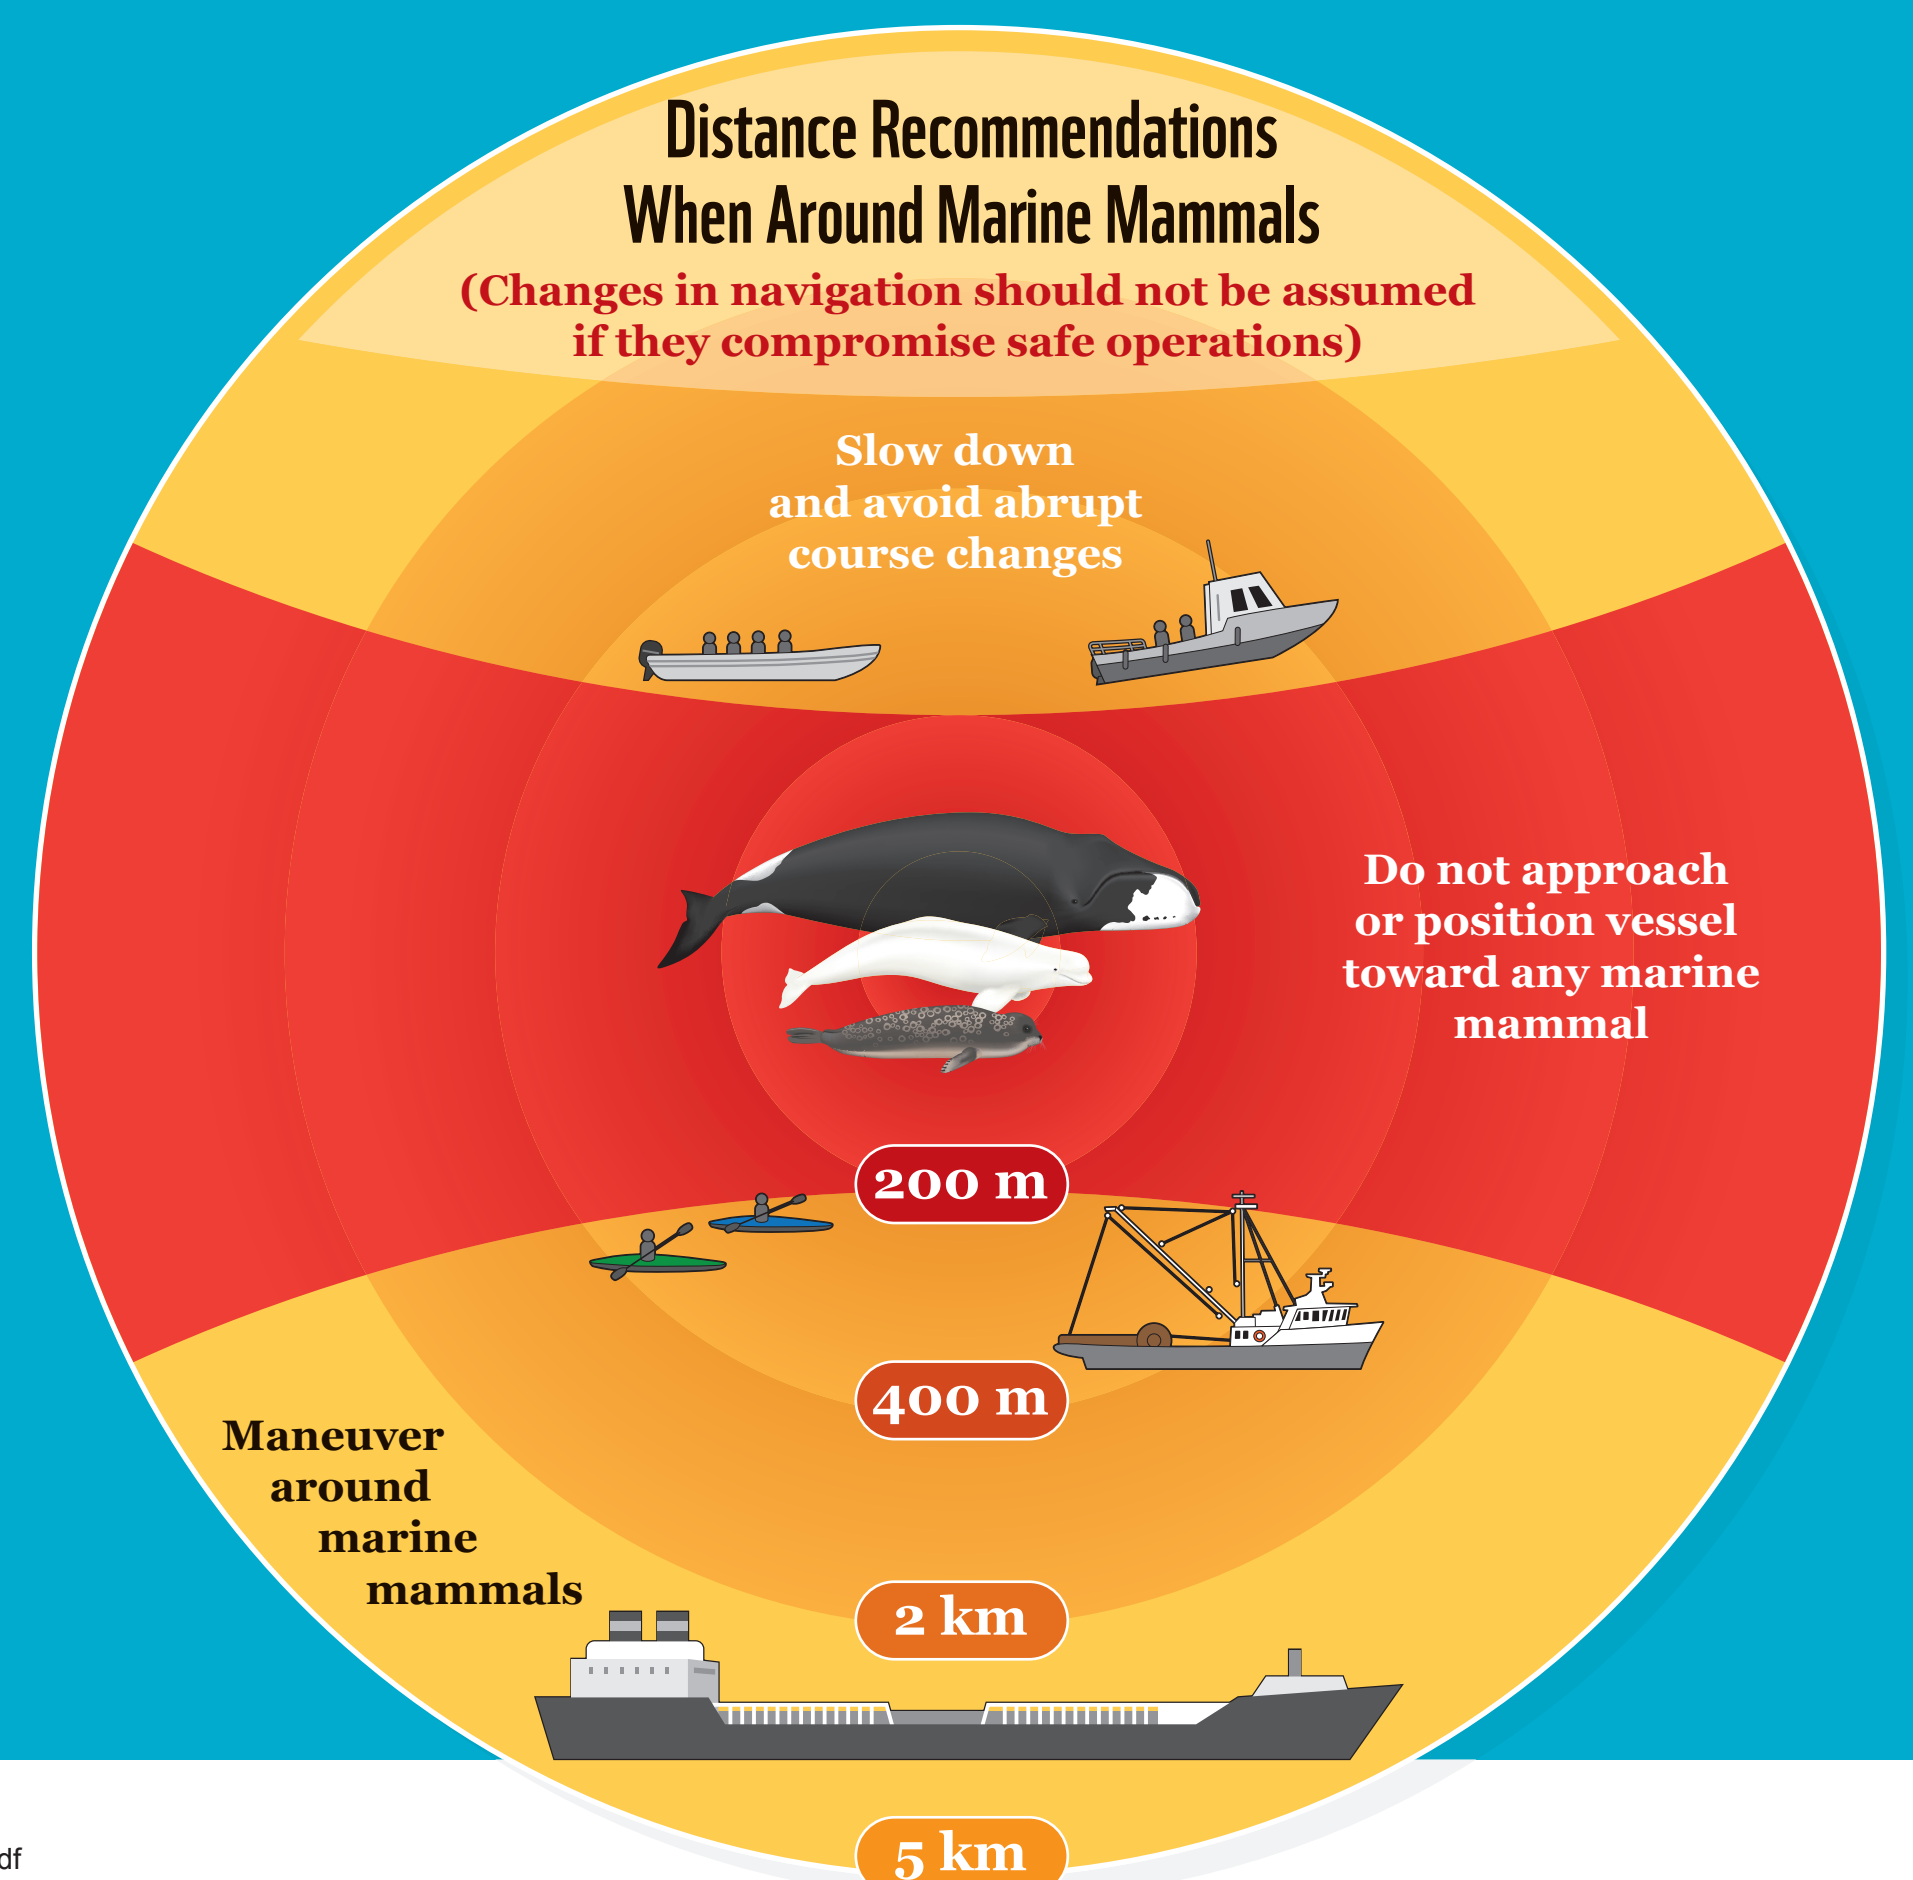 Distance Recommendations
When Around Marine Mammals
(Changes in navigation should not be assumed
if they compromise safe operations)
Slow down
and avoid abrupt
course changes
Do not approach
or position vessel
toward any marine
mammal
200 m
400 m
Maneuver
around
marine
mammals
2 km
5 km
df